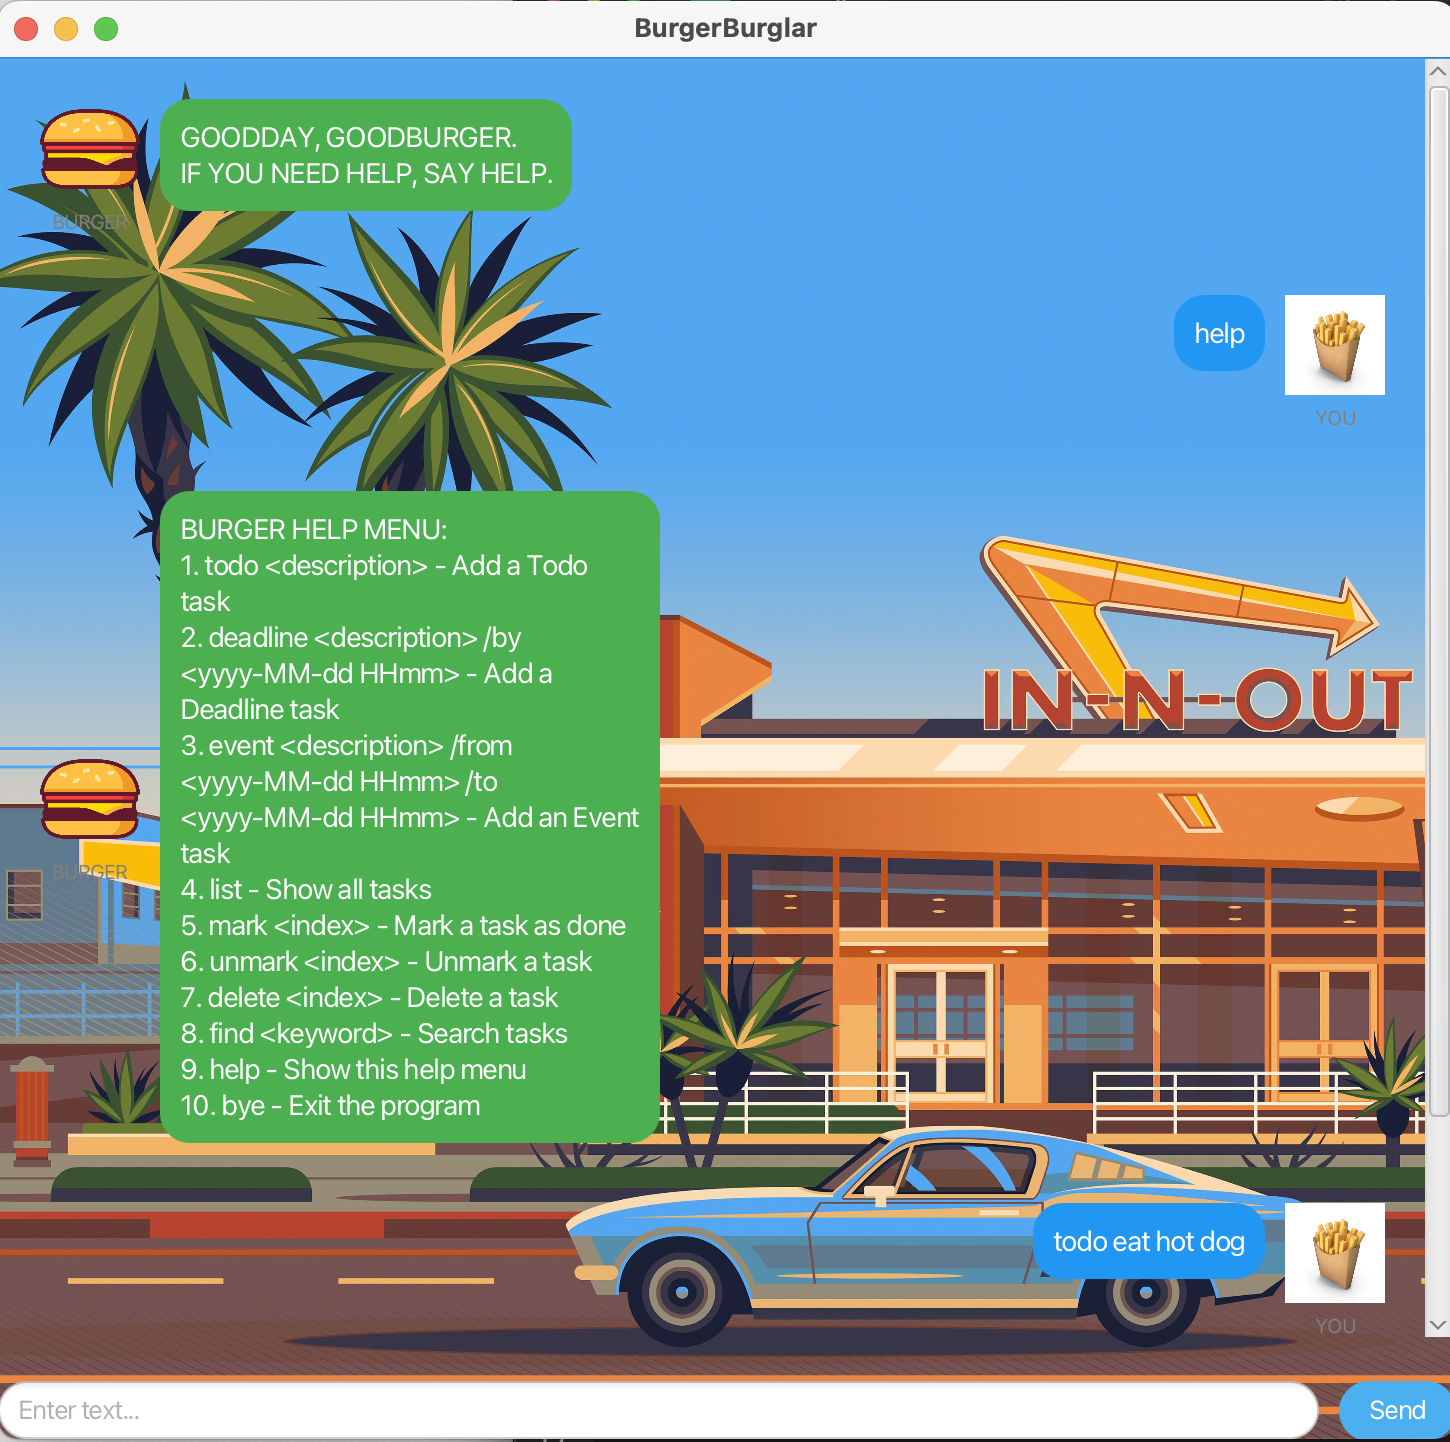 BurgerBurglar
GOODDAY, GOODBURGER.
IF YOU NEED HELP, SAY HELP.
BURGER
help
YOU
BURGER HELP MENU:
1. todo <description> - Add a Todo
task
2. deadline <description> /by
<yyyy-MM-dd HHmm> - Add a
Deadline task
3. event <description> /from
<yyyy-MM-dd HHmm> /to
<yyyy-MM-dd HHmm> - Add an Event
task
4. list - Show all tasks
5. mark <index> - Mark a task as done
6. unmark <index> - Unmark a task
7. delete <index> - Delete a task
8. find <keyword> - Search tasks
9. help - Show this help menu
10. bye - Exit the program
BURGER
IN-N-OUT
todo eat hot dog
YOU
Enter text...
Send